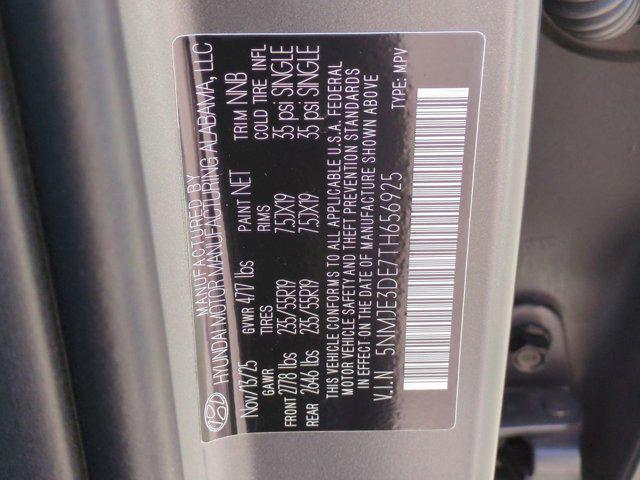 MANUFACTURED BY
HYUNDAI MOTOR MANUFACTURING ALABAMA, LLC
Nov/13/25 GVWR 4717 lbs PAINT NET TRIM NNB
GAWR TIRES RIMS COLD TIRE INFL
FRONT 2778 lbs 235/55R19 7.5JX19 35 psi SINGLE
REAR 2646 lbs 235/55R19 7.5JX19 35 psi SINGLE
THIS VEHICLE CONFORMS TO ALL APPLICABLE U.S.A. FEDERAL
MOTOR VEHICLE SAFETY AND THEFT PREVENTION STANDARDS
IN EFFECT ON THE DATE OF MANUFACTURE SHOWN ABOVE
V.I.N 5NMJE3DE7TH656925 TYPE: MPV